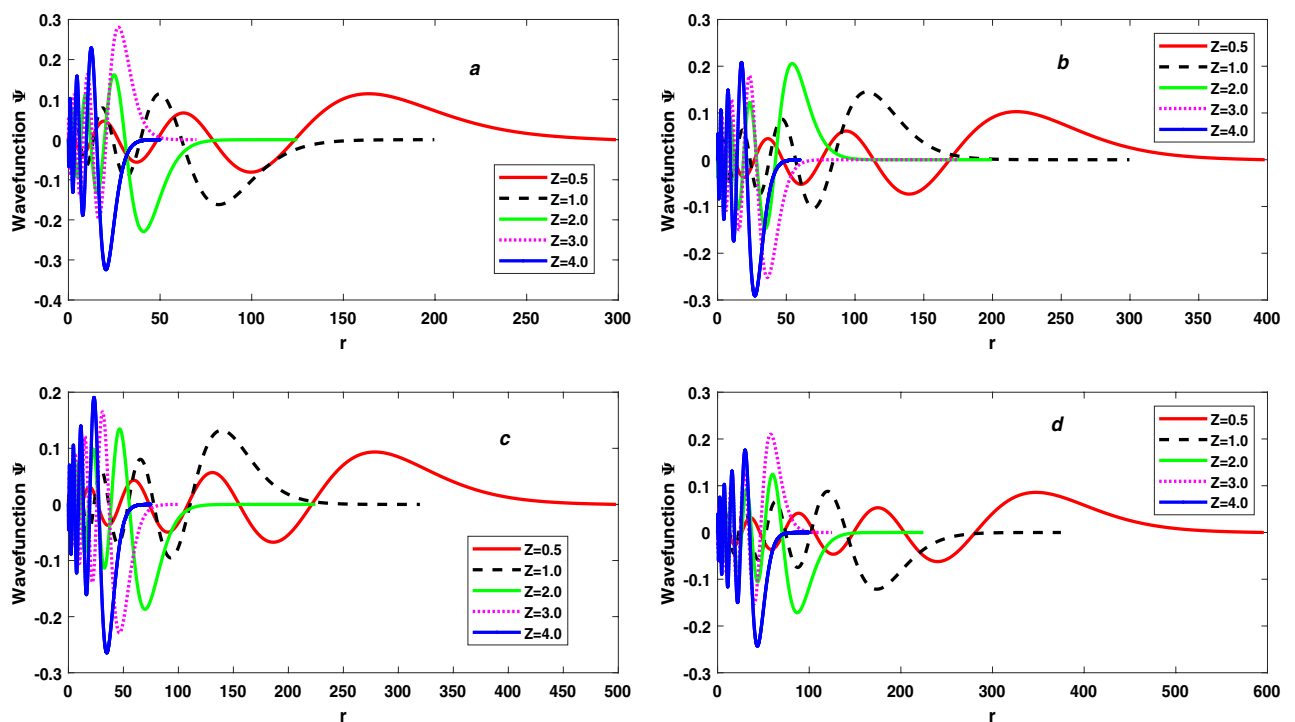 0.3
0.2
0.1
0
-0.1
-0.2
-0.3
-0.4
Wavefunction Ψ
a
Z=0.5
Z=1.0
Z=2.0
Z=3.0
Z=4.0
0 50 100 150 200 250 300
r
0.3
0.2
0.1
0
-0.1
-0.2
-0.3
Wavefunction Ψ
b
Z=0.5
Z=1.0
Z=2.0
Z=3.0
Z=4.0
0 50 100 150 200 250 300 350 400
r
0.2
0.1
0
-0.1
-0.2
-0.3
Wavefunction Ψ
c
Z=0.5
Z=1.0
Z=2.0
Z=3.0
Z=4.0
0 50 100 150 200 250 300 350 400 450 500
r
0.3
0.2
0.1
0
-0.1
-0.2
-0.3
Wavefunction Ψ
d
Z=0.5
Z=1.0
Z=2.0
Z=3.0
Z=4.0
0 100 200 300 400 500 600
r